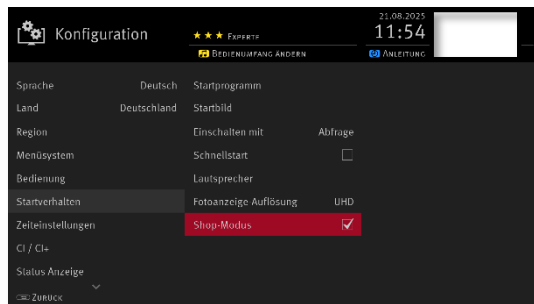 21.08.2025
Konfiguration
★ ★ ★ EXPERTE
11:54
BEDIENUMFANG ÄNDERN
ANLEITUNG
Sprache Deutsch
Startprogramm
Land Deutschland
Startbild
Region
Einschalten mit Abfrage
Menüsystem
Schnellstart
Bedienung
Lautsprecher
Startverhalten
Fotoanzeige Auflösung UHD
Zeiteinstellungen
Shop-Modus
CI / CI+
Status Anzeige
ZURÜCK